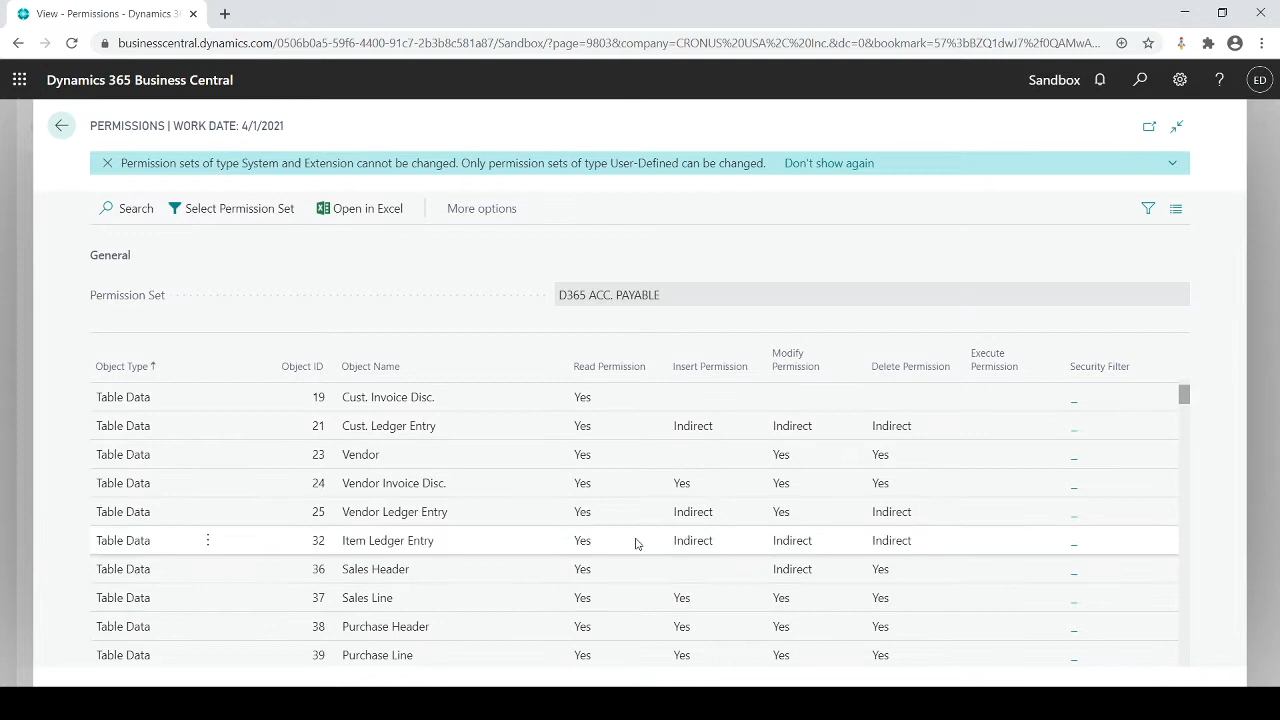 View - Permissions - Dynamics 3
businesscentral.dynamics.com/0506b0a5-59f6-4400-91c7-2b3b8c581a87/Sandbox/?page=9803&company=CRONUS%20USA%2C%20Inc.&dc=0&bookmark=57%3bBZQ1dwJ7%2f0QAMwA...
Dynamics 365 Business Central
Sandbox
ED
PERMISSIONS | WORK DATE: 4/1/2021
Permission sets of type System and Extension cannot be changed. Only permission sets of type User-Defined can be changed. Don't show again
Search Select Permission Set Open in Excel More options
General
Permission Set D365 ACC. PAYABLE
Object Type Object ID Object Name Read Permission Insert Permission Modify Permission Delete Permission Execute Permission Security Filter
Table Data 19 Cust. Invoice Disc. Yes _
Table Data 21 Cust. Ledger Entry Yes Indirect Indirect Indirect _
Table Data 23 Vendor Yes Yes Yes _
Table Data 24 Vendor Invoice Disc. Yes Yes Yes Yes _
Table Data 25 Vendor Ledger Entry Yes Indirect Yes Indirect _
Table Data 32 Item Ledger Entry Yes Indirect Indirect Indirect _
Table Data 36 Sales Header Yes Indirect Yes _
Table Data 37 Sales Line Yes Yes Yes Yes _
Table Data 38 Purchase Header Yes Yes Yes Yes _
Table Data 39 Purchase Line Yes Yes Yes Yes _